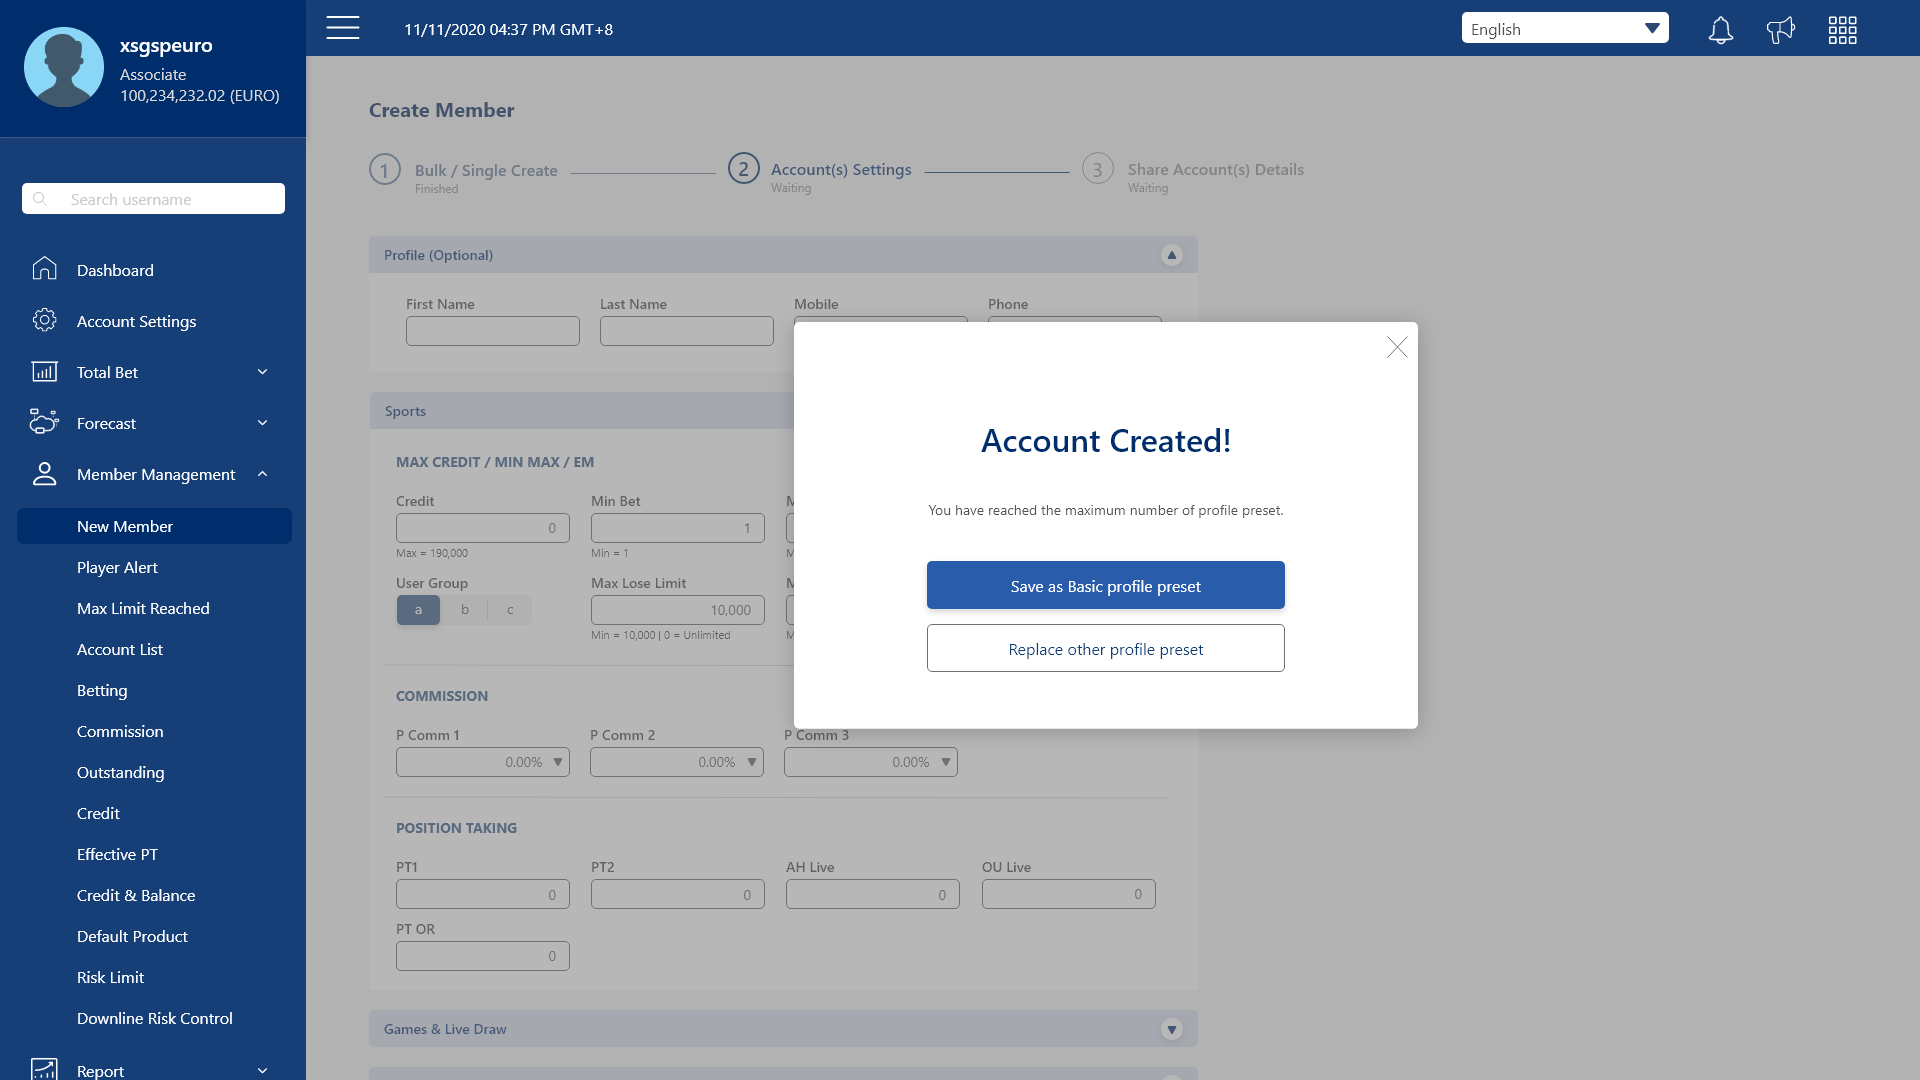 xsgspeuro
Associate
100,234,232.02 (EURO)
11/11/2020 04:37 PM GMT+8
English
Search username
Dashboard
Account Settings
Total Bet
Forecast
Member Management
New Member
Player Alert
Max Limit Reached
Account List
Betting
Commission
Outstanding
Credit
Effective PT
Credit & Balance
Default Product
Risk Limit
Downline Risk Control
Report
Create Member
1 Bulk / Single Create
Finished
2 Account(s) Settings
Waiting
3 Share Account(s) Details
Waiting
Profile (Optional)
First Name Last Name Mobile Phone
Sports
MAX CREDIT / MIN MAX / EM
Credit Min Bet M
0 1
Max = 190,000 Min = 1 M
User Group Max Lose Limit M
a b c 10,000
Min = 10,000 | 0 = Unlimited M
COMMISSION
P Comm 1 P Comm 2 P Comm 3
0.00% 0.00% 0.00%
POSITION TAKING
PT1 PT2 AH Live OU Live
0 0 0 0
PT OR
0
Games & Live Draw
Account Created!
You have reached the maximum number of profile preset.
Save as Basic profile preset
Replace other profile preset